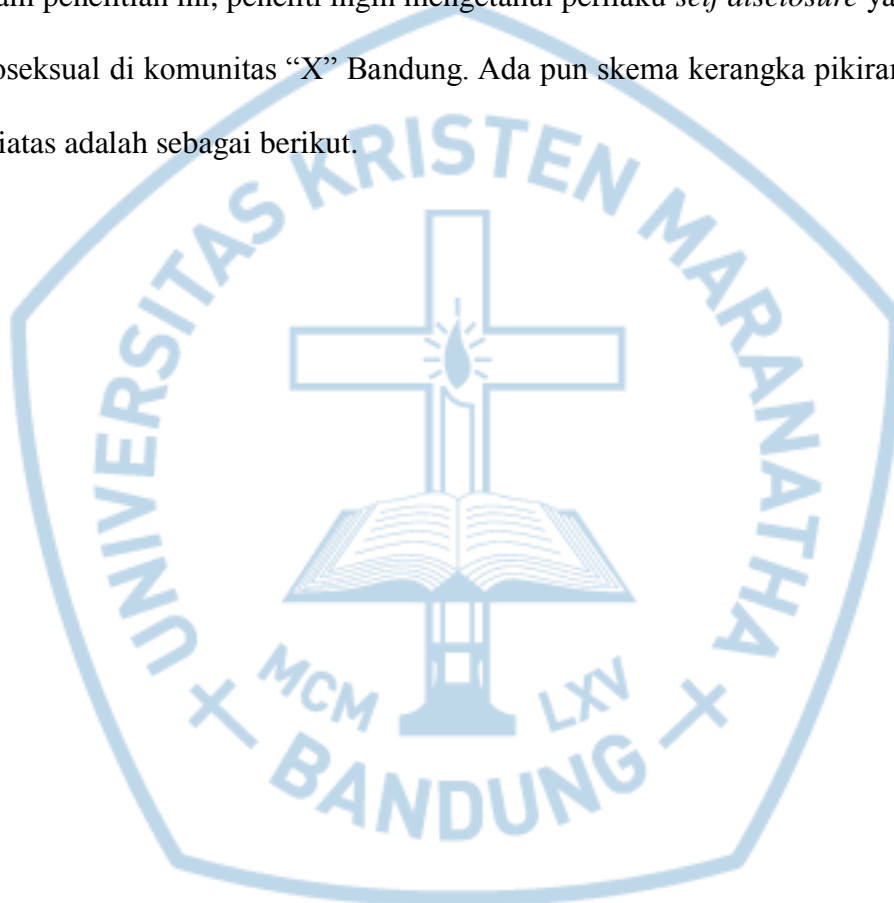 am penelitian ini, peneliti ingin mengetahui perilaku self disclosure ya
oseksual di komunitas “X” Bandung. Ada pun skema kerangka pikiran
iatas adalah sebagai berikut.
UNIVERSITAS KRISTEN MARANATHA
MCM LXV
BANDUNG